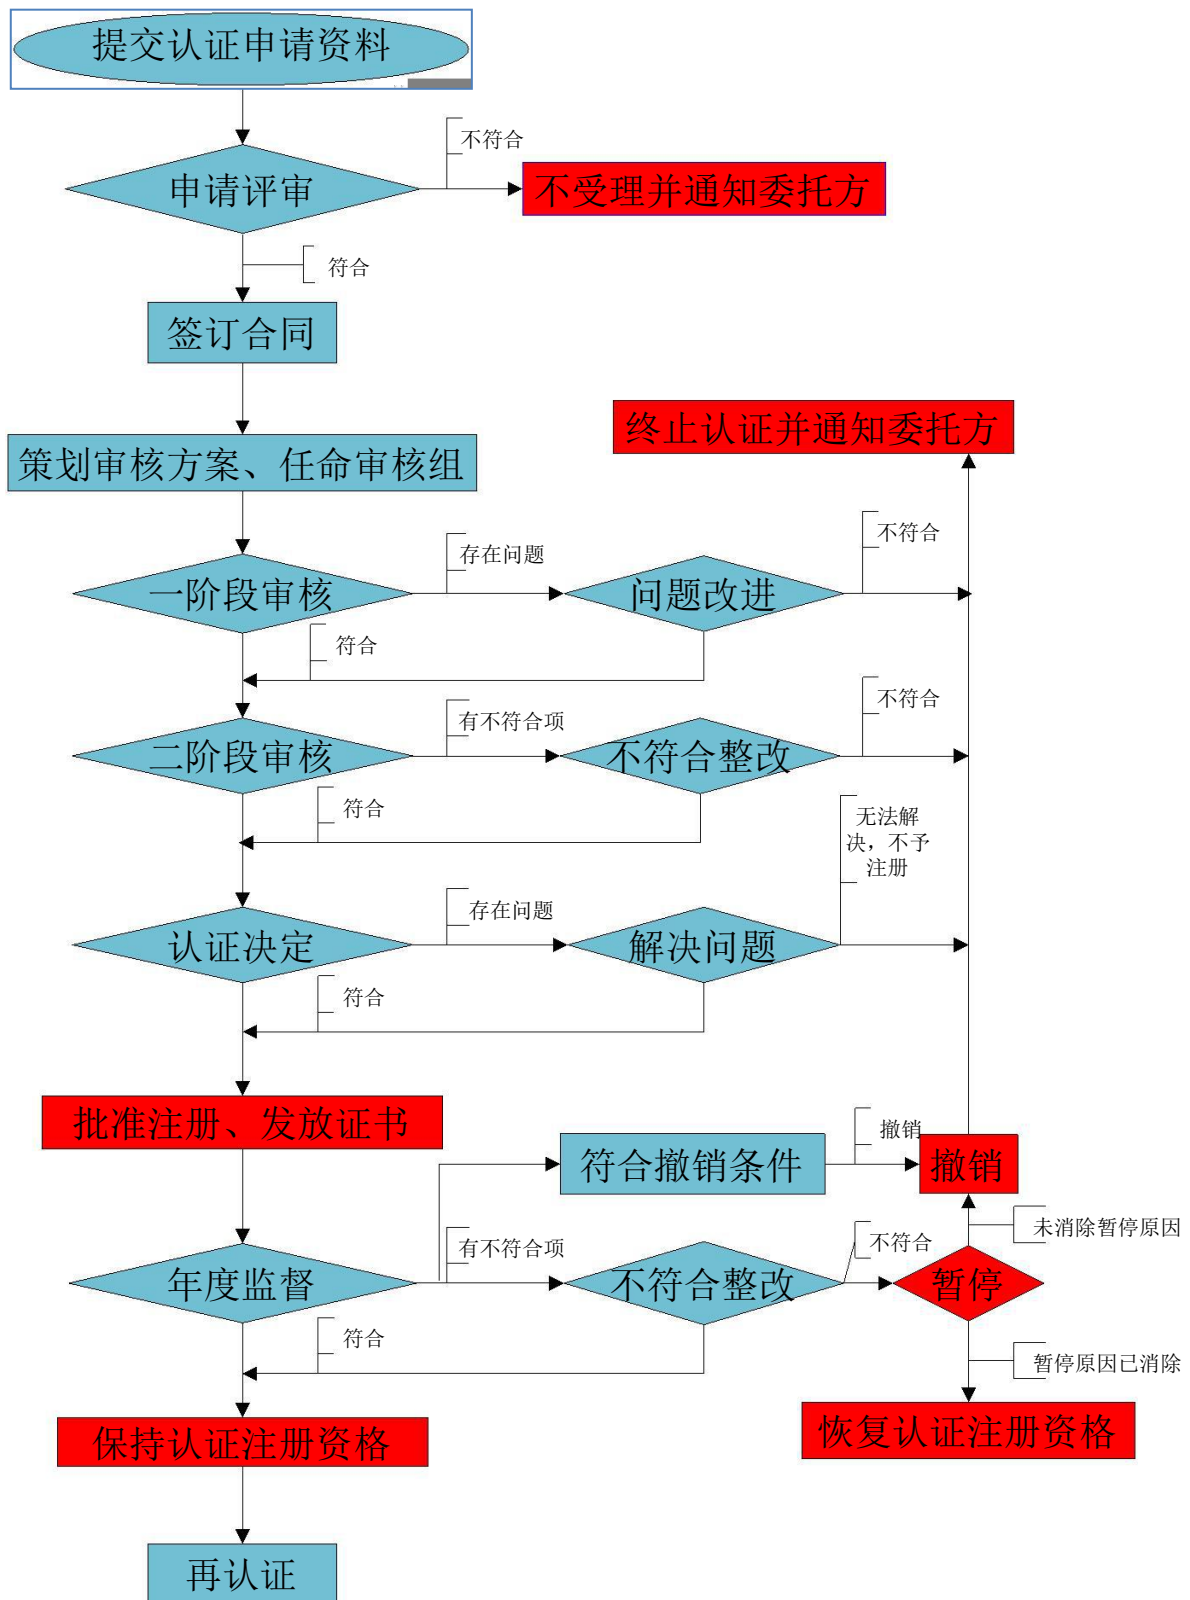 提交认证申请资料
不符合
申请评审
不受理并通知委托方
符合
签订合同
终止认证并通知委托方
策划审核方案、任命审核组
不符合
存在问题
一阶段审核
问题改进
符合
不符合
有不符合项
二阶段审核
不符合整改
符合
无法解
决，不予
注册
存在问题
认证决定
解决问题
符合
批准注册、发放证书
撤销
符合撤销条件
撤销
未消除暂停原因
有不符合项
不符合
年度监督
不符合整改
暂停
符合
暂停原因已消除
保持认证注册资格
恢复认证注册资格
再认证